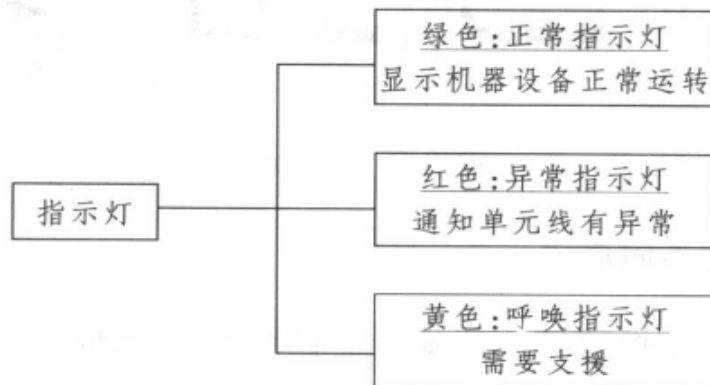 绿色:正常指示灯
显示机器设备正常运转
指示灯
红色:异常指示灯
通知单元线有异常
黄色:呼唤指示灯
需要支援